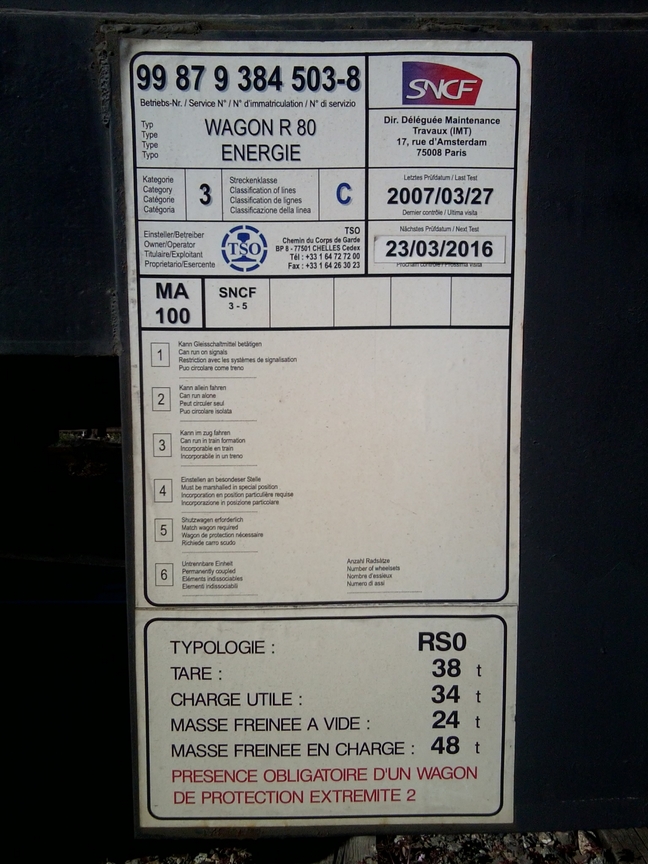 99 87 9 384 503-8
Betriebs-Nr. / Service N° / N° d'immatriculation / N° di servizio
Typ
Type
Type
Typo
WAGON R 80
ENERGIE
SNCF
Dir. Déléguée Maintenance
Travaux (IMT)
17, rue d'Amsterdam
75008 Paris
Kategorie
Category
Catégorie
Catégoria
3
Streckenklasse
Classification of lines
Classification de lignes
Classificazione della linea
C
Letztes Prüfdatum / Last Test
2007/03/27
Dernier contrôle / Ultima visita
Einsteller/Betreiber
Owner/Operator
Titulaire/Exploitant
Proprietario/Esercente
TSO
TSO
Chemin du Corps de Garde
BP 8 - 77501 CHELLES Cedex
Tél : +33 1 64 72 72 00
Fax : +33 1 64 26 30 23
Nächstes Prüfdatum / Next Test
23/03/2016
MA
100
SNCF
3 - 5
1
Kann Gleisschaltmittel betätigen
Can run on signals
Restriction avec les systèmes de signalisation
Puo circolare come treno
2
Kann allein fahren
Can run alone
Peut circuler seul
Puo circolare isolata
3
Kann im zug fahren
Can run in train formation
Incorporable en train
Incorporabile in un treno
4
Einstellen an besondeser Stelle
Must be marshalled in special position
Incorporation en position particulière requise
Incorporazione in posizione particolare
5
Shutzwagen erforderlich
Match wagon required
Wagon de protection nécessaire
Richiede carro scudo
6
Untrennbare Einheit
Permanently coupled
Eléments indissociables
Elementi indissociabili
Anzahl Radsätze
Number of wheelsets
Nombre d'essieux
Numero di assi
TYPOLOGIE : RS0
TARE : 38 t
CHARGE UTILE : 34 t
MASSE FREINEE A VIDE : 24 t
MASSE FREINEE EN CHARGE : 48 t
PRESENCE OBLIGATOIRE D'UN WAGON
DE PROTECTION EXTREMITE 2